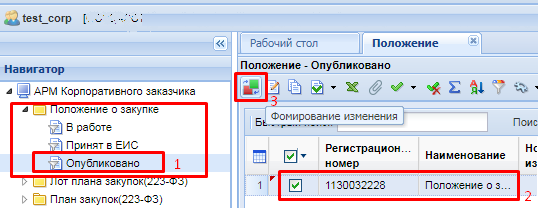 test_corp
Рабочий стол
Положение
Навигатор
Положение - Опубликовано
АРМ Корпоративного заказчика
Положение о закупке
В работе
Принят в ЕИС
Опубликовано
1
Лот плана закупок(223-ФЗ)
План закупок(223-ФЗ)
3
Фомирование изменения
Поис
Регистрацион... номер
Наименование
1
1130032228
Положение о з...
2